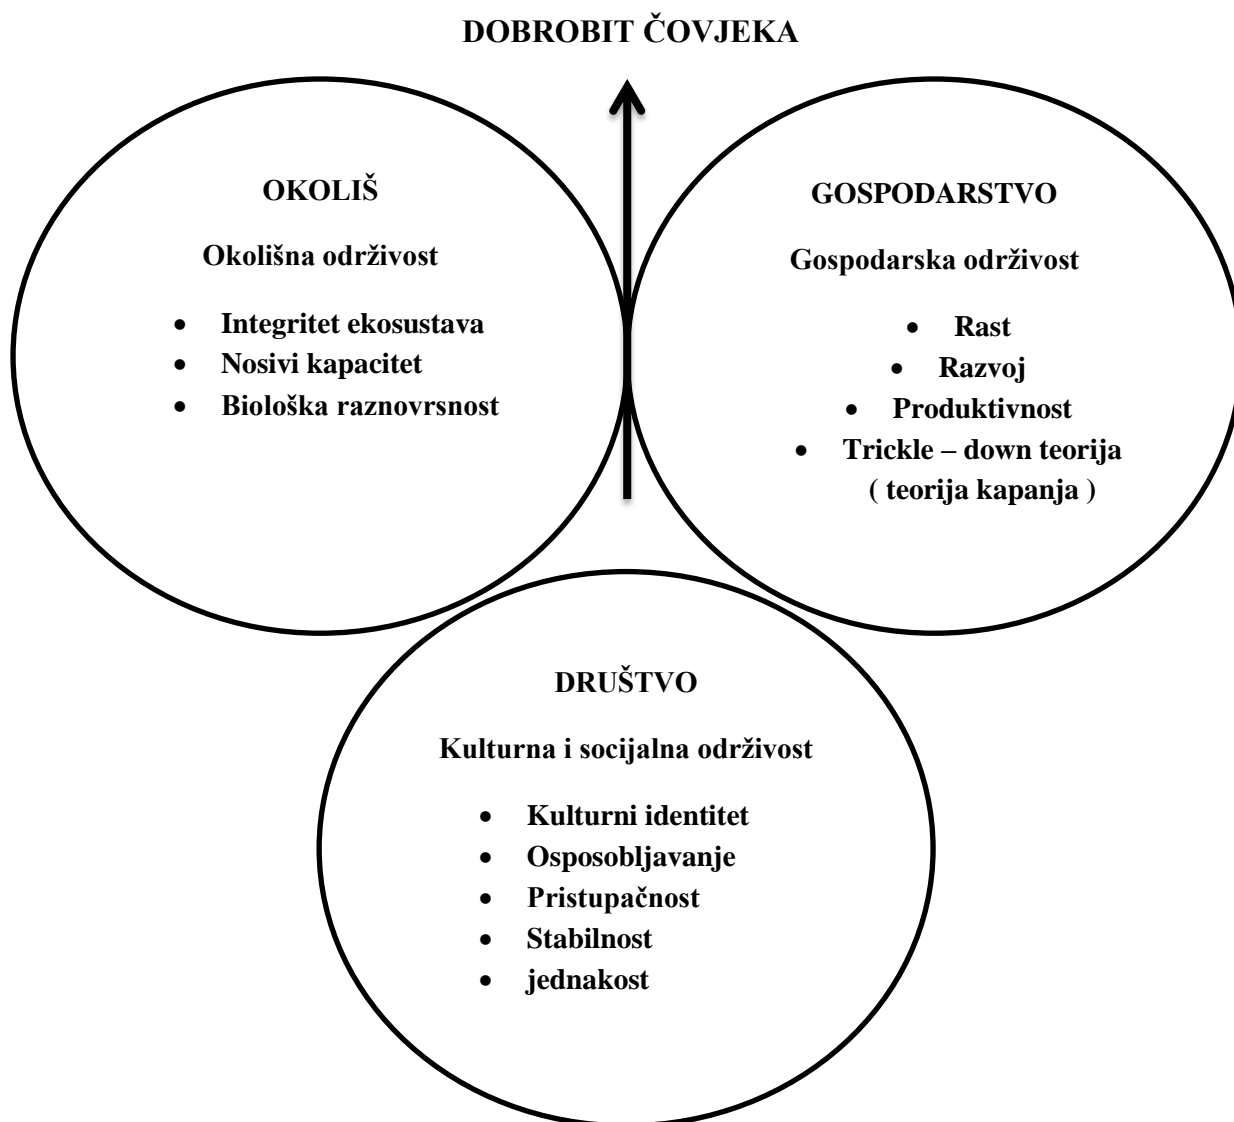 DOBROBIT ČOVJEKA
OKOLIŠ
Okolišna održivost
• Integritet ekosustava
• Nosivi kapacitet
• Biološka raznovrsnost
GOSPODARSTVO
Gospodarska održivost
• Rast
• Razvoj
• Produktivnost
• Trickle – down teorija
( teorija kapanja )
DRUŠTVO
Kulturna i socijalna održivost
• Kulturni identitet
• Osposobljavanje
• Pristupačnost
• Stabilnost
• jednakost